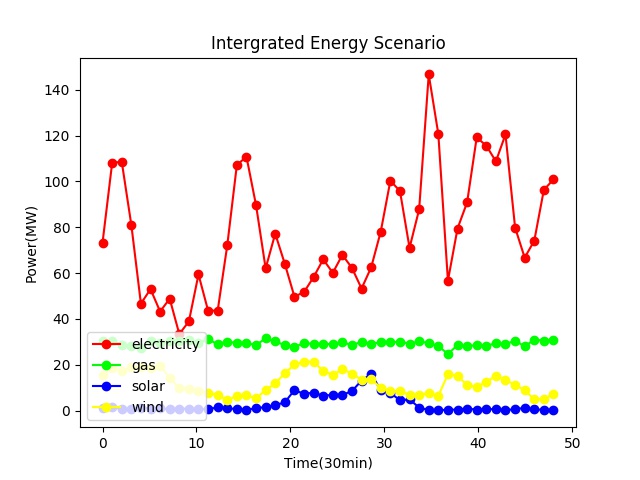 Intergrated Energy Scenario
Power(MW)
140
120
100
80
60
40
20
0
electricity
gas
solar
wind
0 10 20 30 40 50
Time(30min)